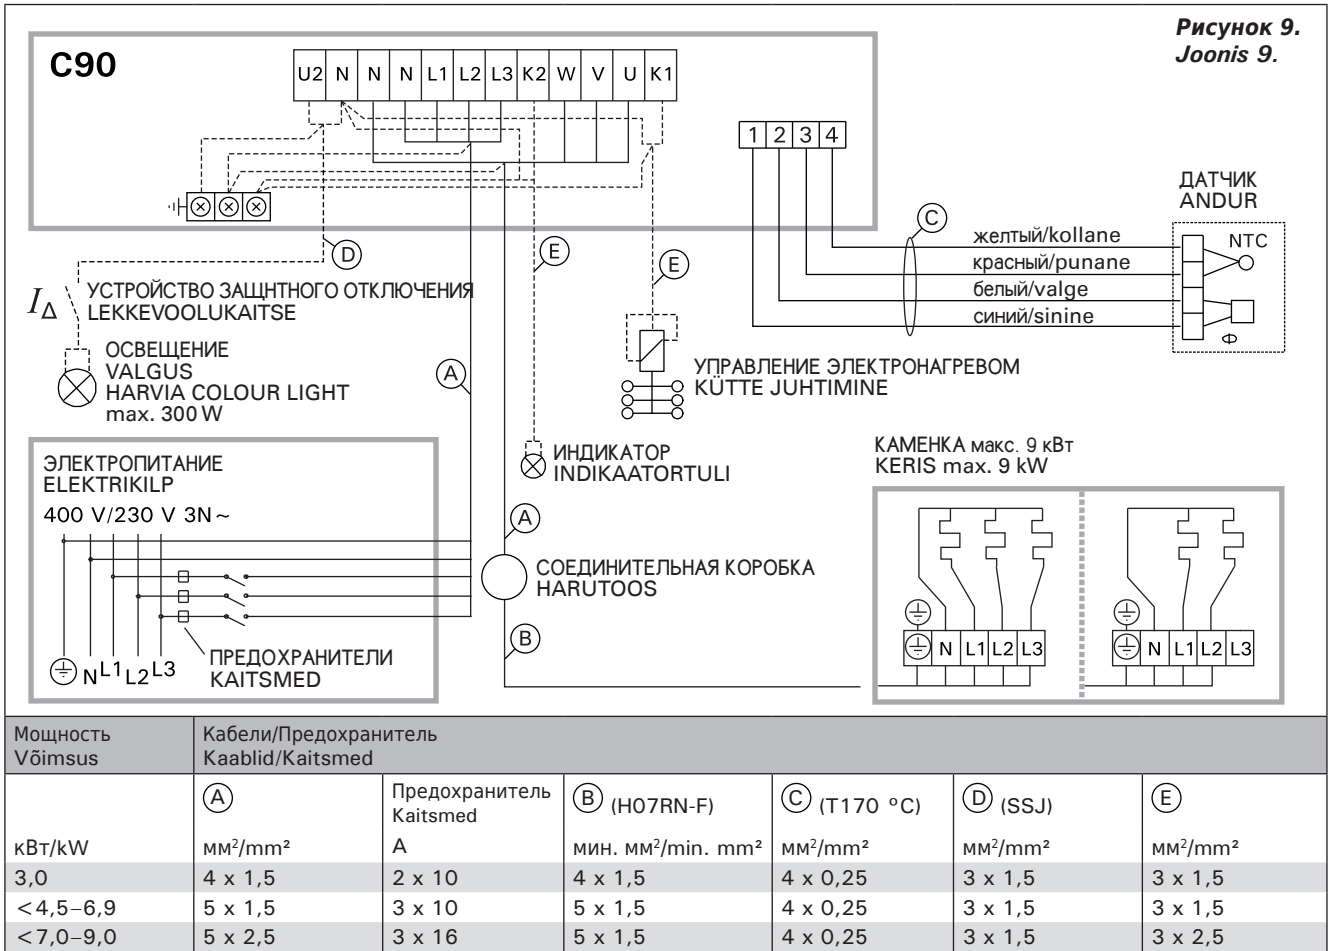 Рисунок 9.
Joonis 9.
C90
U2 N N N L1 L2 L3 K2 W V U K1
1 2 3 4
ДАТЧИК
ANDUR
C
желтый/kollane
NTC
красный/punane
белый/valge
синий/sinine
D
E
E
I∆
УСТРОЙСТВО ЗАЩНТНОГО ОТКЛЮЧЕНИЯ
LEKKEVOOLUKAITSE
ОСВЕЩЕНИЕ
VALGUS
HARVIA COLOUR LIGHT
max. 300 W
A
УПРАВЛЕНИЕ ЭЛЕКТРОНАГРЕВОМ
KÜTTE JUHTIMINE
ИНДИКАТОР
INDIKAATORTULI
КАМЕНКА макс. 9 кВт
KERIS max. 9 kW
ЭЛЕКТРОПИТАНИЕ
ELEKTRIKILP
400 V/230 V 3N~
A
СОЕДИНИТЕЛЬНАЯ КОРОБКА
HARUTOOS
B
N L1 L2 L3
ПРЕДОХРАНИТЕЛИ
KAITSMED
N L1 L2 L3
N L1 L2 L3
Мощность
Võimsus
Кабели/Предохранитель
Kaablid/Kaitsmed
A
Предохранитель
Kaitsmed
B (H07RN-F)
C (T170 °C)
D (SSJ)
E
кВт/kW мм²/mm² A мин. мм²/min. mm² мм²/mm² мм²/mm² мм²/mm²
3,0 4 x 1,5 2 x 10 4 x 1,5 4 x 0,25 3 x 1,5 3 x 1,5
<4,5–6,9 5 x 1,5 3 x 10 5 x 1,5 4 x 0,25 3 x 1,5 3 x 1,5
<7,0–9,0 5 x 2,5 3 x 16 5 x 1,5 4 x 0,25 3 x 1,5 3 x 2,5